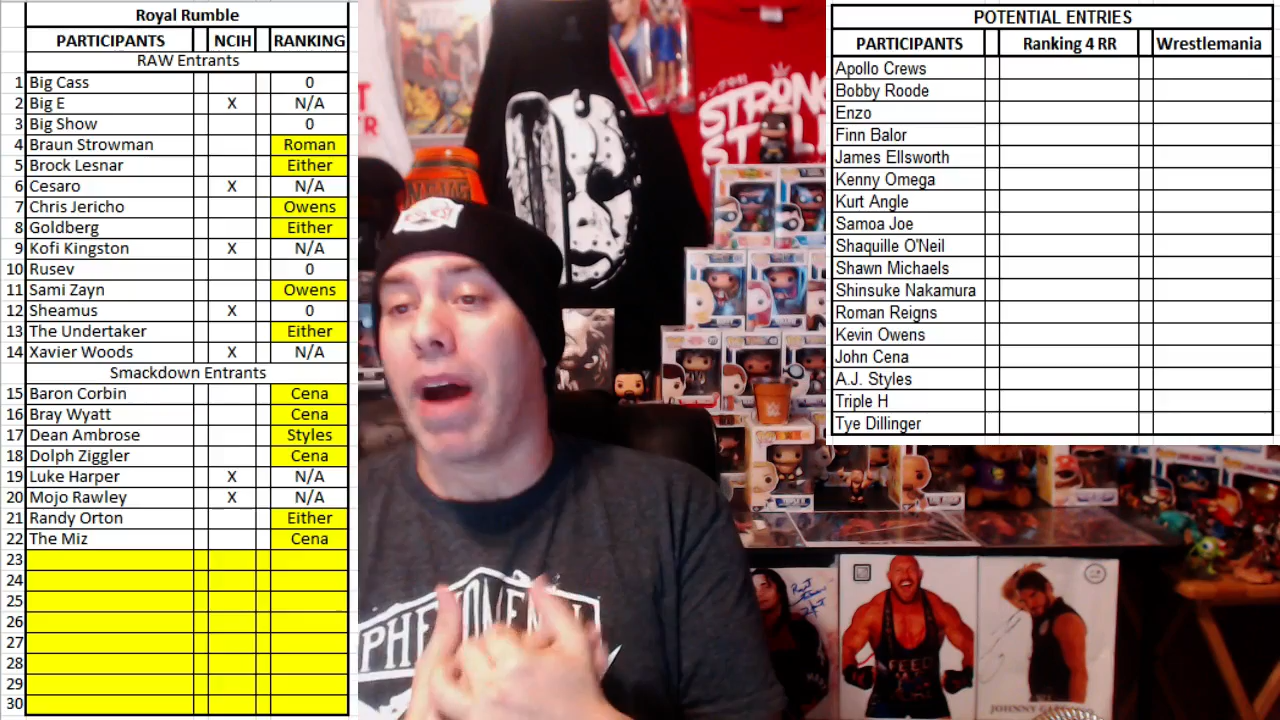 Royal Rumble
PARTICIPANTS NCIH RANKING
RAW Entrants
1 Big Cass 0
2 Big E X N/A
3 Big Show 0
4 Braun Strowman Roman
5 Brock Lesnar Either
6 Cesaro X N/A
7 Chris Jericho Owens
8 Goldberg Either
9 Kofi Kingston X N/A
10 Rusev 0
11 Sami Zayn Owens
12 Sheamus X 0
13 The Undertaker Either
14 Xavier Woods X N/A
Smackdown Entrants
15 Baron Corbin Cena
16 Bray Wyatt Cena
17 Dean Ambrose Styles
18 Dolph Ziggler Cena
19 Luke Harper X N/A
20 Mojo Rawley X N/A
21 Randy Orton Either
22 The Miz Cena
23
24
25
26
27
28
29
30
POTENTIAL ENTRIES
PARTICIPANTS Ranking 4 RR Wrestlemania
Apollo Crews
Bobby Roode
Enzo
Finn Balor
James Ellsworth
Kenny Omega
Kurt Angle
Samoa Joe
Shaquille O'Neil
Shawn Michaels
Shinsuke Nakamura
Roman Reigns
Kevin Owens
John Cena
A.J. Styles
Triple H
Tye Dillinger
STRONG
STYLE
PHENOMENAL
FEED
JOHNNY